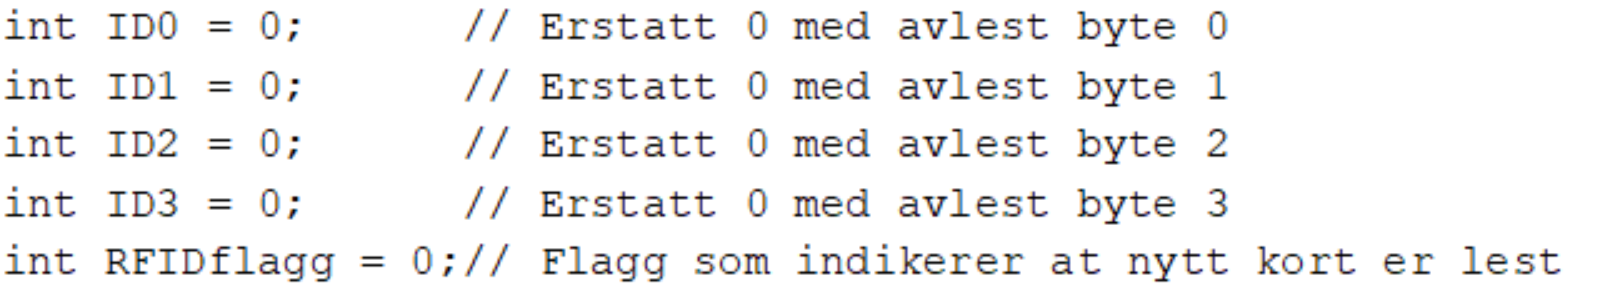 int ID0 = 0;      // Erstatt 0 med avlest byte 0
int ID1 = 0;      // Erstatt 0 med avlest byte 1
int ID2 = 0;      // Erstatt 0 med avlest byte 2
int ID3 = 0;      // Erstatt 0 med avlest byte 3
int RFIDflagg = 0;// Flagg som indikerer at nytt kort er lest